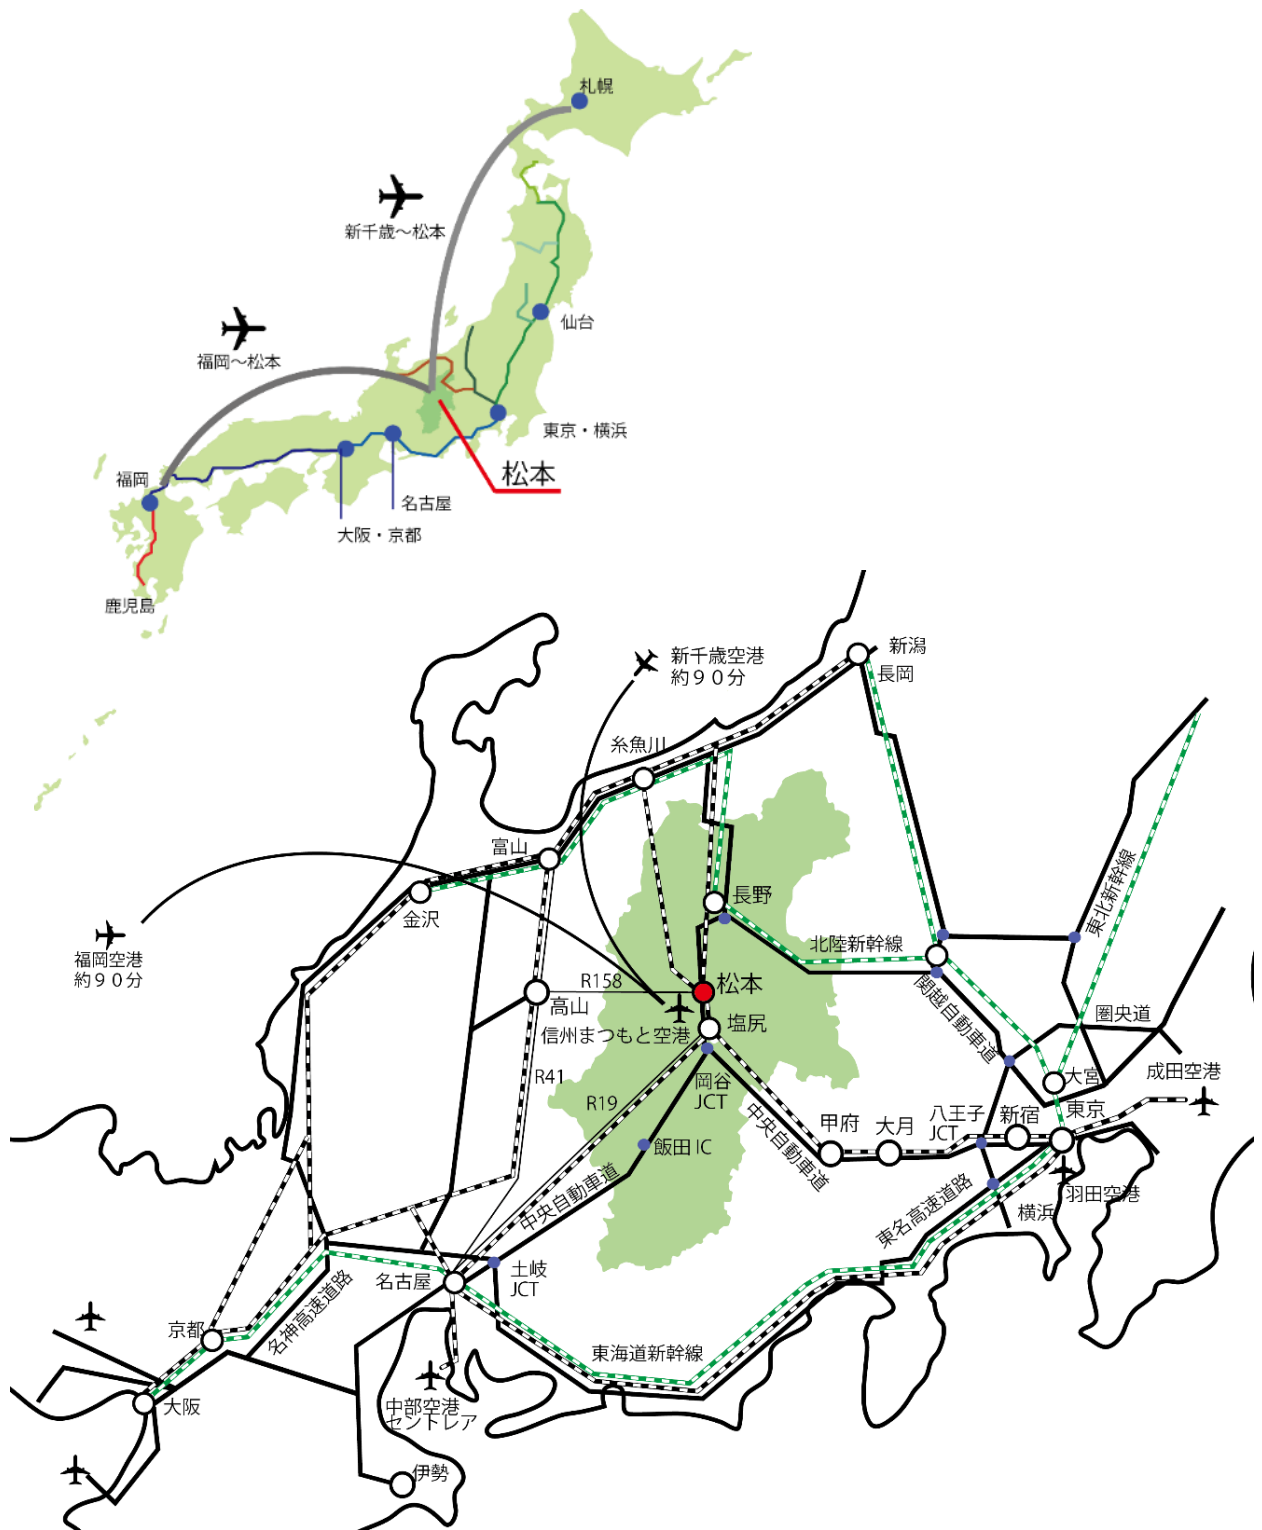 札幌
新千歳～松本
仙台
福岡～松本
東京・横浜
松本
福岡
名古屋
大阪・京都
鹿児島
新千歳空港
約９０分
新潟
長岡
糸魚川
富山
金沢
長野
東北新幹線
北陸新幹線
福岡空港
約９０分
R158
松本
高山
関越自動車道
圏央道
信州まつもと空港
塩尻
R41
R19
岡谷
JCT
中央自動車道
大宮
成田空港
甲府
大月
八王子
JCT
新宿
東京
飯田 IC
中央自動車道
東名高速道路
横浜
羽田空港
名古屋
土岐
JCT
京都
名神高速道路
東海道新幹線
大阪
中部空港
セントレア
伊勢